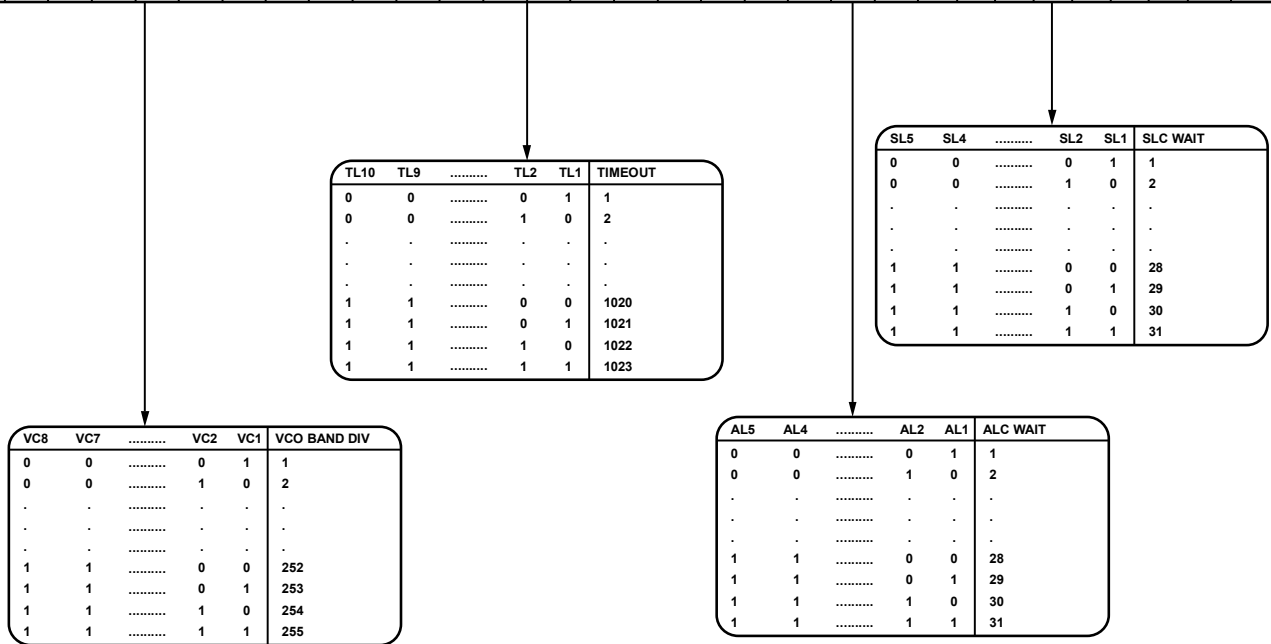 SL5 SL4 .......... SL2 SL1 SLC WAIT
0 0 .......... 0 1 1
0 0 .......... 1 0 2
. . .......... . . .
. . .......... . . .
. . .......... . . .
1 1 .......... 0 0 28
1 1 .......... 0 1 29
1 1 .......... 1 0 30
1 1 .......... 1 1 31
TL10 TL9 .......... TL2 TL1 TIMEOUT
0 0 .......... 0 1 1
0 0 .......... 1 0 2
. . .......... . . .
. . .......... . . .
. . .......... . . .
1 1 .......... 0 0 1020
1 1 .......... 0 1 1021
1 1 .......... 1 0 1022
1 1 .......... 1 1 1023
VC8 VC7 .......... VC2 VC1 VCO BAND DIV
0 0 .......... 0 1 1
0 0 .......... 1 0 2
. . .......... . . .
. . .......... . . .
. . .......... . . .
1 1 .......... 0 0 252
1 1 .......... 0 1 253
1 1 .......... 1 0 254
1 1 .......... 1 1 255
AL5 AL4 .......... AL2 AL1 ALC WAIT
0 0 .......... 0 1 1
0 0 .......... 1 0 2
. . .......... . . .
. . .......... . . .
. . .......... . . .
1 1 .......... 0 0 28
1 1 .......... 0 1 29
1 1 .......... 1 0 30
1 1 .......... 1 1 31